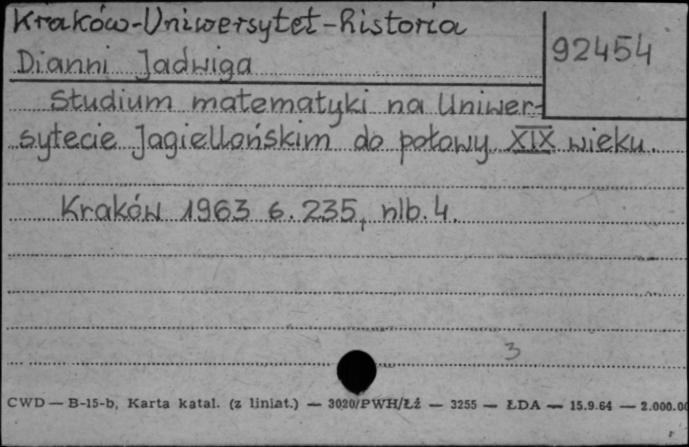 Kraków-Uniwersytet-historia
92454
Dianni Jadwiga
Studium matematyki na Uniwer-
sytecie Jagiellońskim do połowy XIX wieku.
Kraków 1963 6. 235, nlb. 4.
3
CWD — B-15-b, Karta katal. (z liniat.) — 3020/PWH/Łź — 3255 — ŁDA — 15.9.64 — 2.000.00